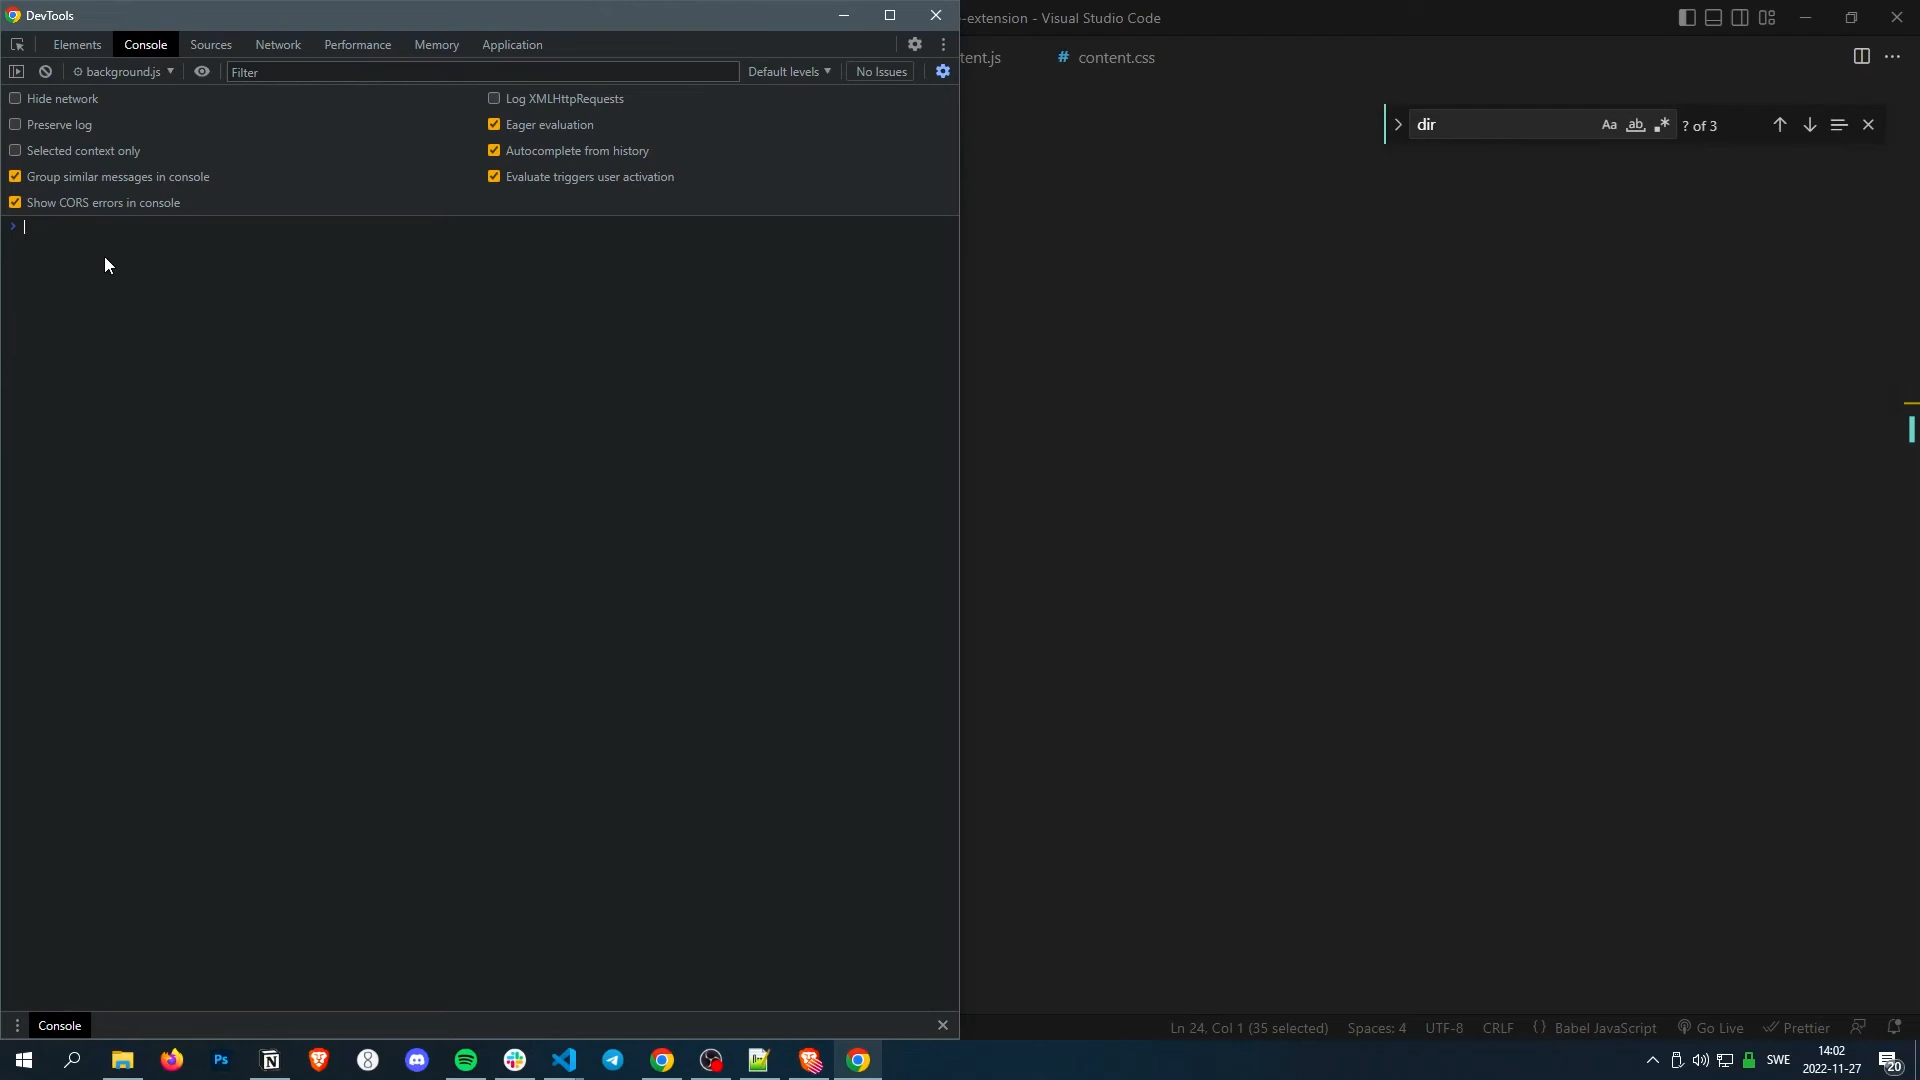 DevTools
-extension - Visual Studio Code
Elements Console Sources Network Performance Memory Application
tent.js # content.css
background.js Filter Default levels No Issues
Hide network Log XMLHttpRequests
Preserve log Eager evaluation
Selected context only Autocomplete from history
Group similar messages in console Evaluate triggers user activation
Show CORS errors in console
dir Aa ab ? of 3
Console
Ln 24, Col 1 (35 selected) Spaces: 4 UTF-8 CRLF {} Babel JavaScript Go Live Prettier
Ps SWE 14:02
2022-11-27 20